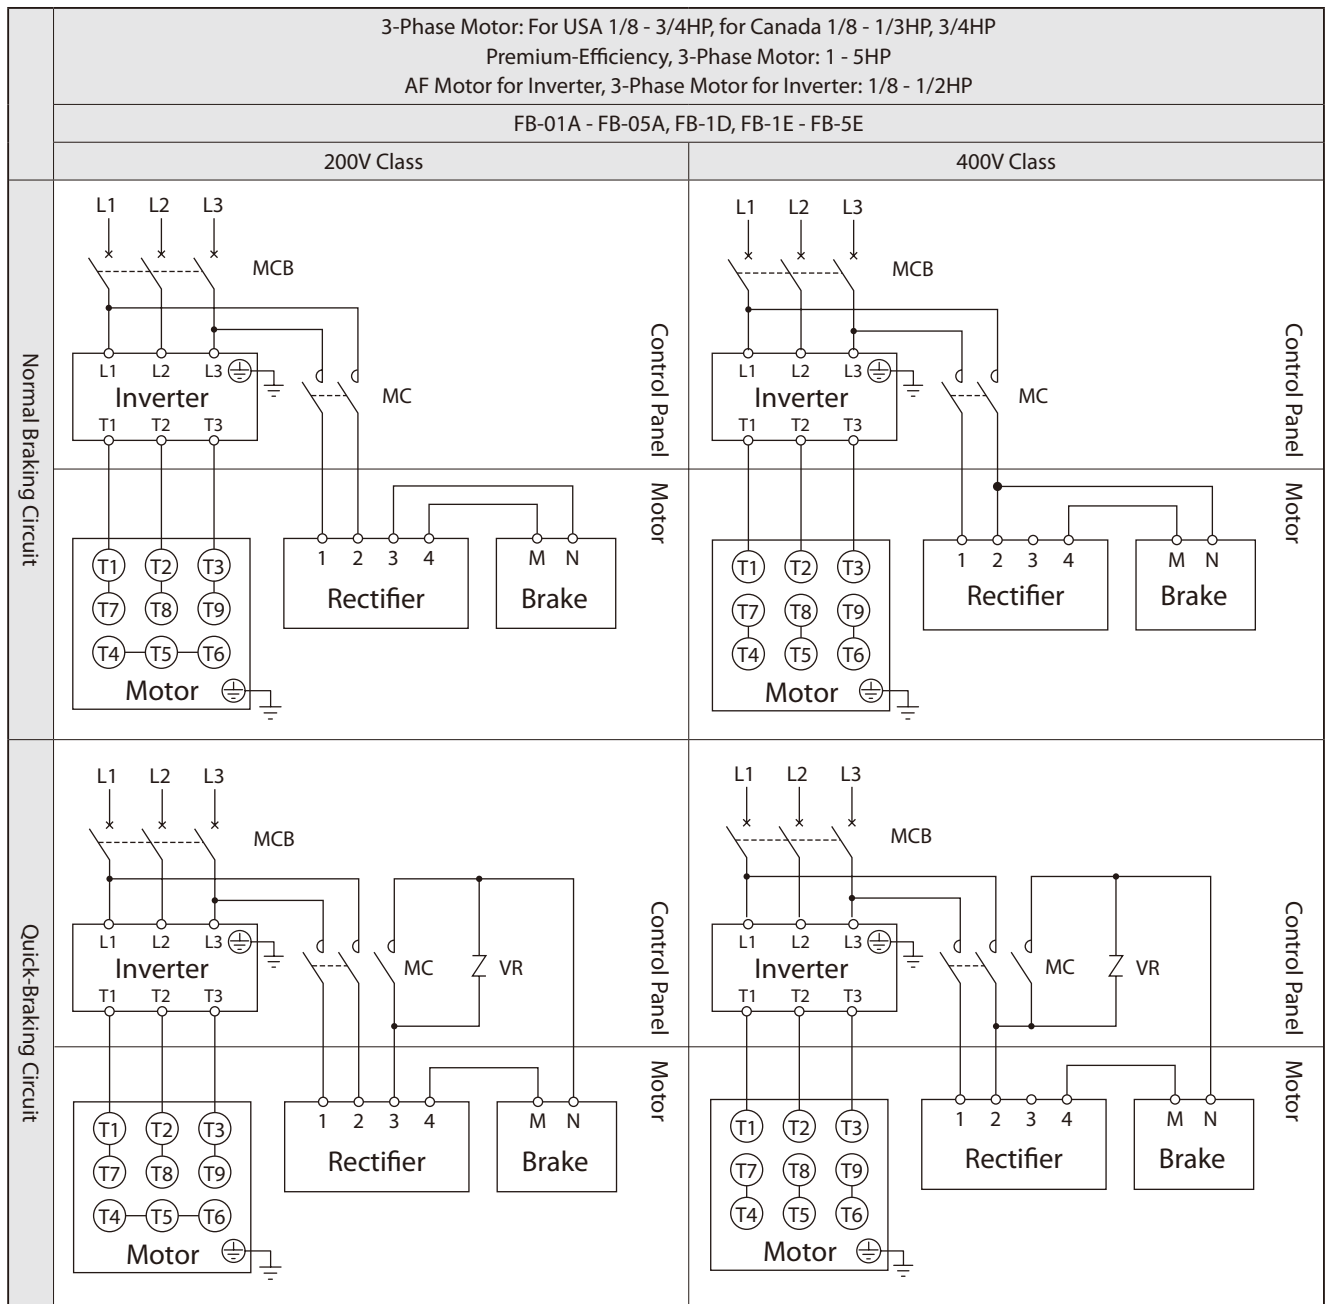 3-Phase Motor: For USA 1/8 - 3/4HP, for Canada 1/8 - 1/3HP, 3/4HP
Premium-Efficiency, 3-Phase Motor: 1 - 5HP
AF Motor for Inverter, 3-Phase Motor for Inverter: 1/8 - 1/2HP
FB-01A - FB-05A, FB-1D, FB-1E - FB-5E
200V Class
400V Class
Normal Braking Circuit
L1 L2 L3
MCB
L1 L2 L3
Inverter
T1 T2 T3
MC
Control Panel
Motor
T1 T2 T3
T7 T8 T9
T4 T5 T6
Motor
1 2 3 4
Rectifier
M N
Brake
L1 L2 L3
MCB
L1 L2 L3
Inverter
T1 T2 T3
MC
Control Panel
Motor
T1 T2 T3
T7 T8 T9
T4 T5 T6
Motor
1 2 3 4
Rectifier
M N
Brake
Quick-Braking Circuit
L1 L2 L3
MCB
L1 L2 L3
Inverter
T1 T2 T3
MC
VR
Control Panel
Motor
T1 T2 T3
T7 T8 T9
T4 T5 T6
Motor
1 2 3 4
Rectifier
M N
Brake
L1 L2 L3
MCB
L1 L2 L3
Inverter
T1 T2 T3
MC
VR
Control Panel
Motor
T1 T2 T3
T7 T8 T9
T4 T5 T6
Motor
1 2 3 4
Rectifier
M N
Brake